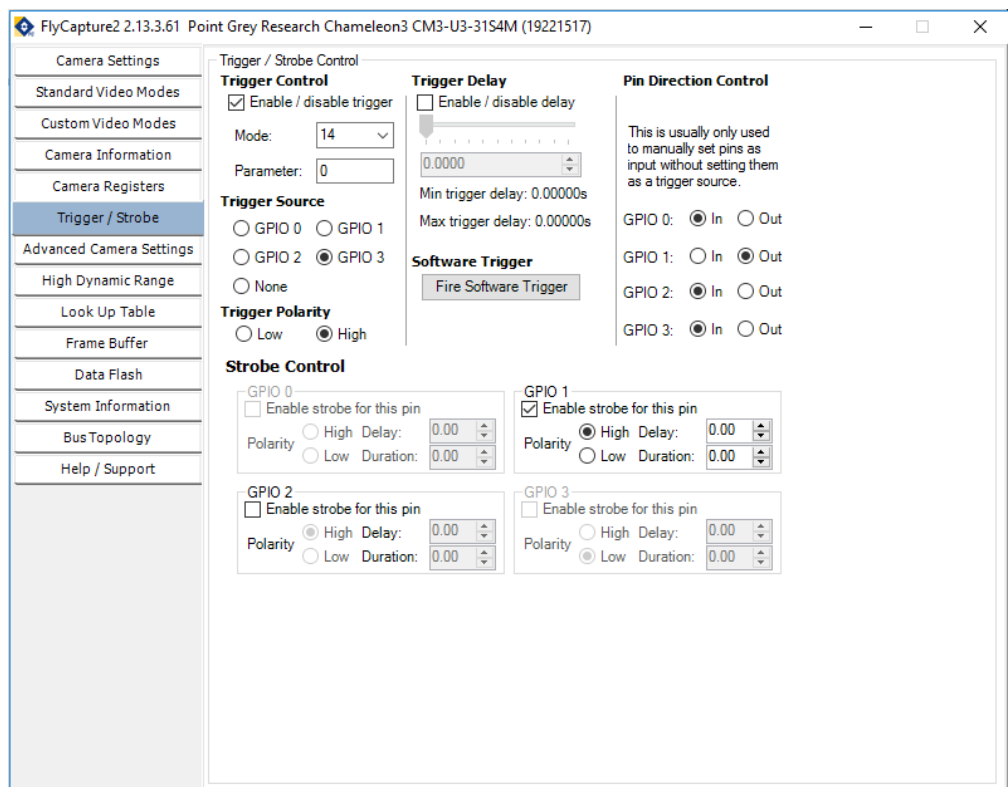 FlyCapture2 2.13.3.61 Point Grey Research Chameleon3 CM3-U3-31S4M (19221517)
Camera Settings
Standard Video Modes
Custom Video Modes
Camera Information
Camera Registers
Trigger / Strobe
Advanced Camera Settings
High Dynamic Range
Look Up Table
Frame Buffer
Data Flash
System Information
Bus Topology
Help / Support
Trigger / Strobe Control
Trigger Control
Enable / disable trigger
Mode: 14
Parameter: 0
Trigger Source
GPIO 0 GPIO 1
GPIO 2 GPIO 3
None
Trigger Polarity
Low High
Trigger Delay
Enable / disable delay
0.0000
Min trigger delay: 0.00000s
Max trigger delay: 0.00000s
Software Trigger
Fire Software Trigger
Pin Direction Control
This is usually only used
to manually set pins as
input without setting them
as a trigger source.
GPIO 0: In Out
GPIO 1: In Out
GPIO 2: In Out
GPIO 3: In Out
Strobe Control
GPIO 0
Enable strobe for this pin
Polarity
High Delay: 0.00
Low Duration: 0.00
GPIO 1
Enable strobe for this pin
Polarity
High Delay: 0.00
Low Duration: 0.00
GPIO 2
Enable strobe for this pin
Polarity
High Delay: 0.00
Low Duration: 0.00
GPIO 3
Enable strobe for this pin
Polarity
High Delay: 0.00
Low Duration: 0.00